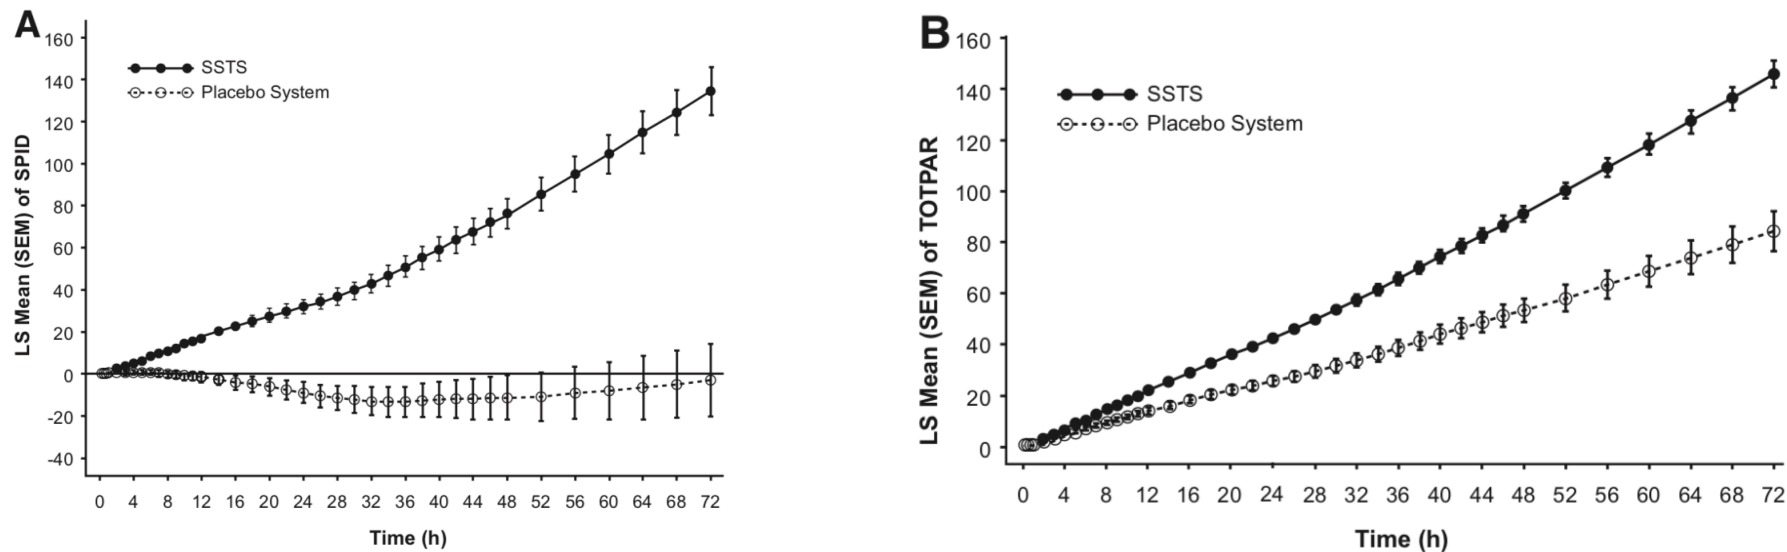 A
LS Mean (SEM) of SPID
160
140
120
100
80
60
40
20
0
-20
-40
SSTS
Placebo System
0 4 8 12 16 20 24 28 32 36 40 44 48 52 56 60 64 68 72
Time (h)
B
LS Mean (SEM) of TOTPAR
160
140
120
100
80
60
40
20
0
SSTS
Placebo System
0 4 8 12 16 20 24 28 32 36 40 44 48 52 56 60 64 68 72
Time (h)